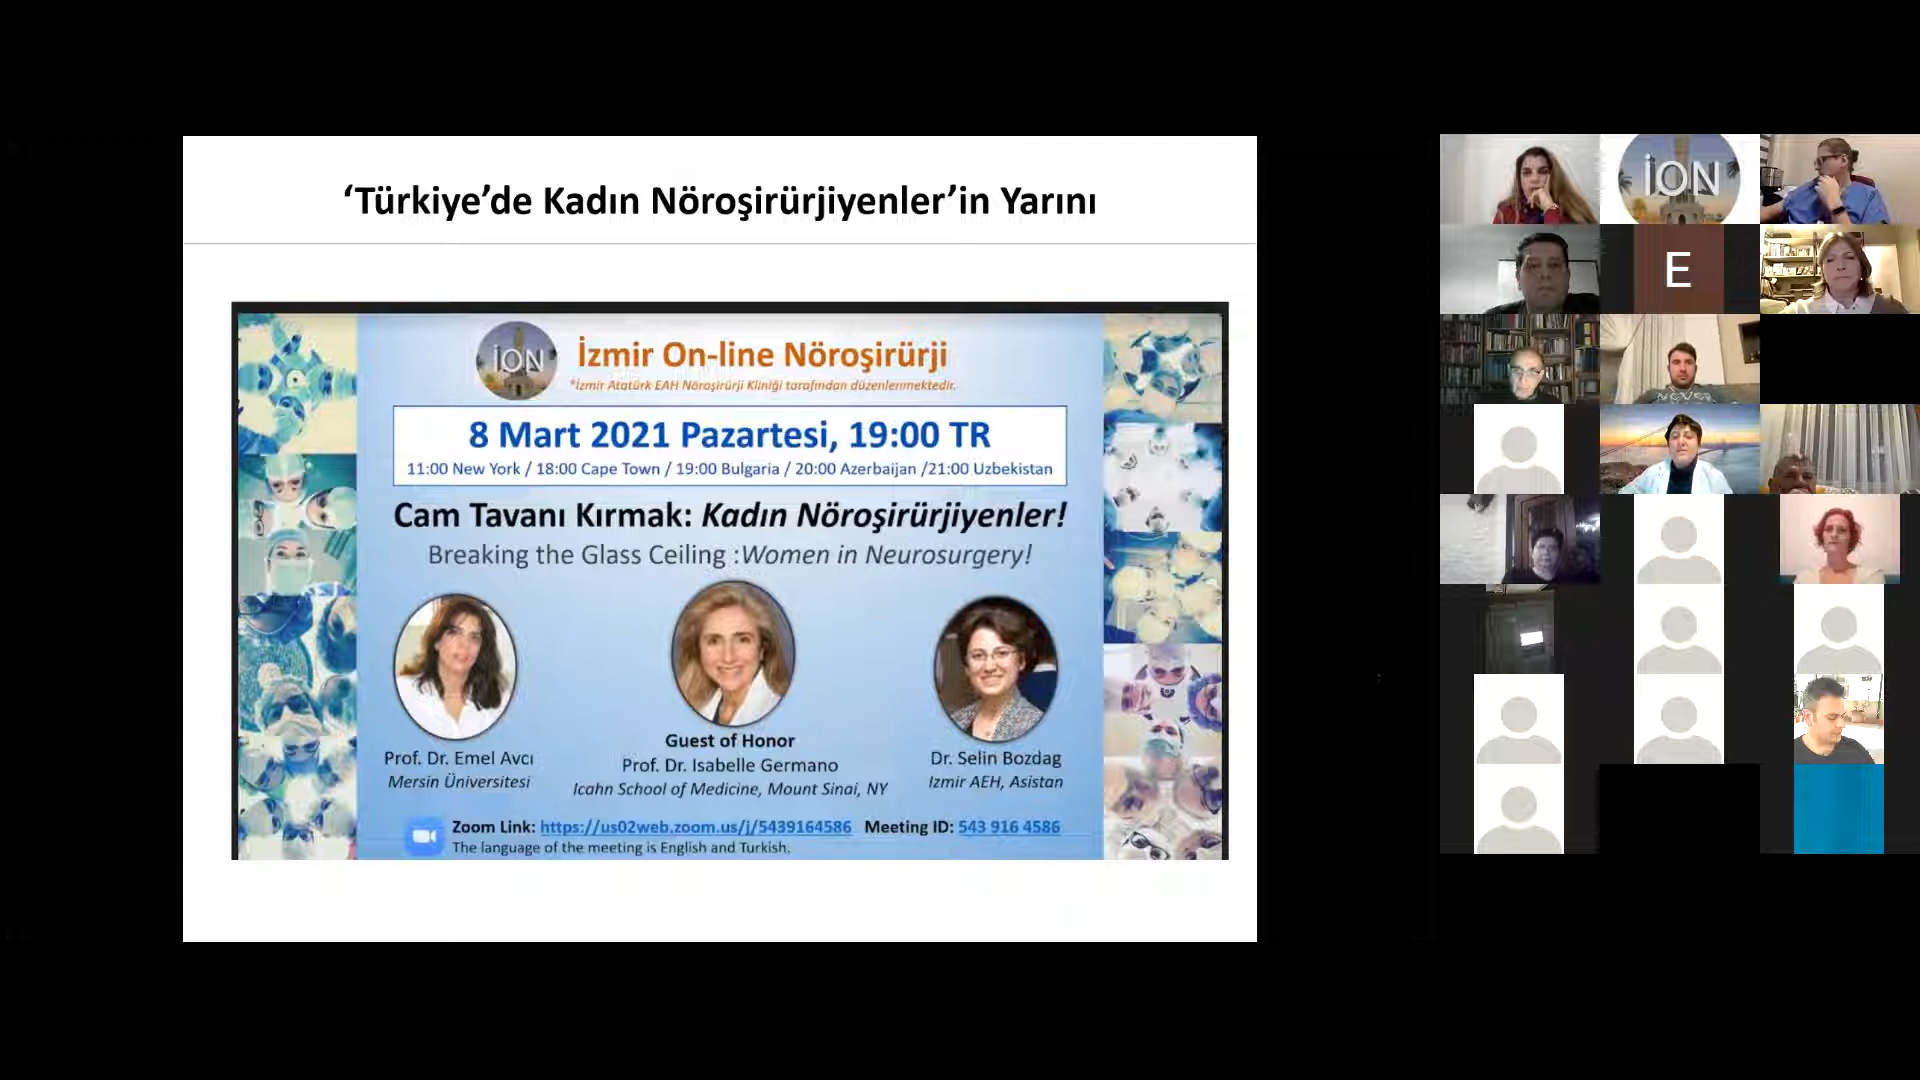 ‘Türkiye’de Kadın Nöroşirürjiyenler’in Yarını
İON
İzmir On-line Nöroşirürji
*İzmir Atatürk EAH Nöroşirürji Kliniği tarafından düzenlenmektedir.
8 Mart 2021 Pazartesi, 19:00 TR
11:00 New York / 18:00 Cape Town / 19:00 Bulgaria / 20:00 Azerbaijan /21:00 Uzbekistan
Cam Tavanı Kırmak: Kadın Nöroşirürjiyenler!
Breaking the Glass Ceiling :Women in Neurosurgery!
Prof. Dr. Emel Avcı
Mersin Üniversitesi
Guest of Honor
Prof. Dr. Isabelle Germano
Icahn School of Medicine, Mount Sinai, NY
Dr. Selin Bozdag
Izmir AEH, Asistan
Zoom Link: https://us02web.zoom.us/j/5439164586 Meeting ID: 543 916 4586
The language of the meeting is English and Turkish.
İON
E
NEVER